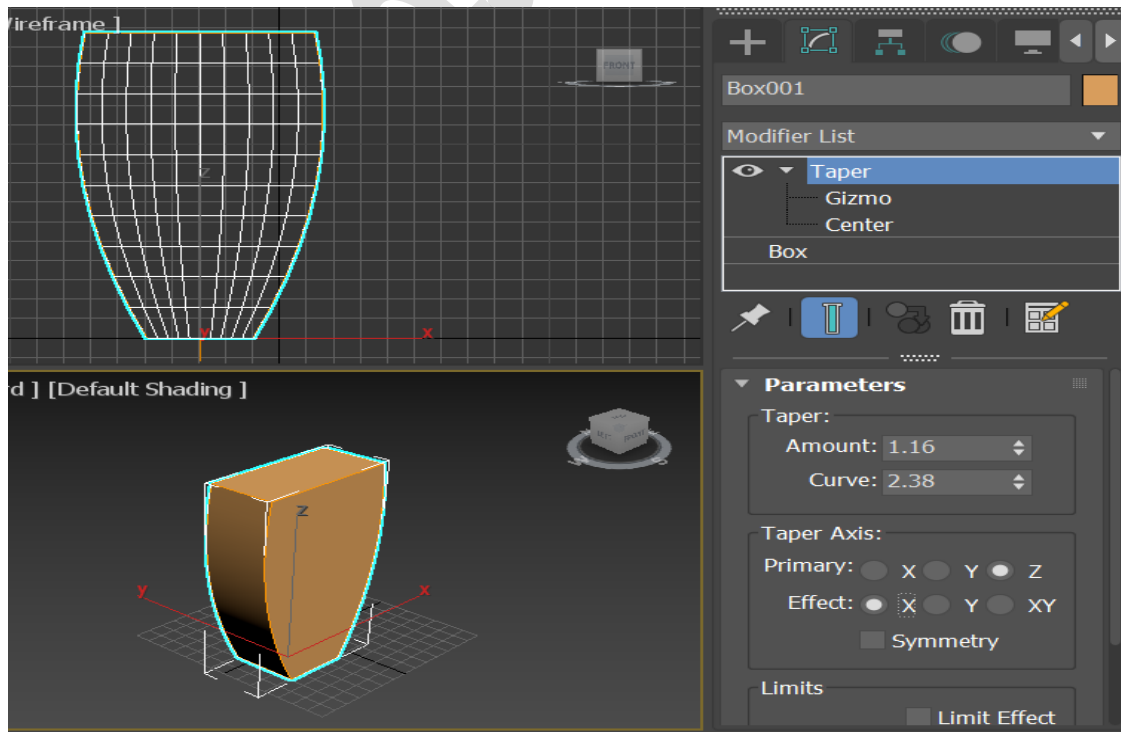 ireframe ]
FRONT
z
y
x
rd ] [Default Shading ]
z
y
x
Box001
Modifier List
Taper
Gizmo
Center
Box
Parameters
Taper:
Amount: 1.16
Curve: 2.38
Taper Axis:
Primary: X Y Z
Effect: X Y XY
Symmetry
Limits
Limit Effect